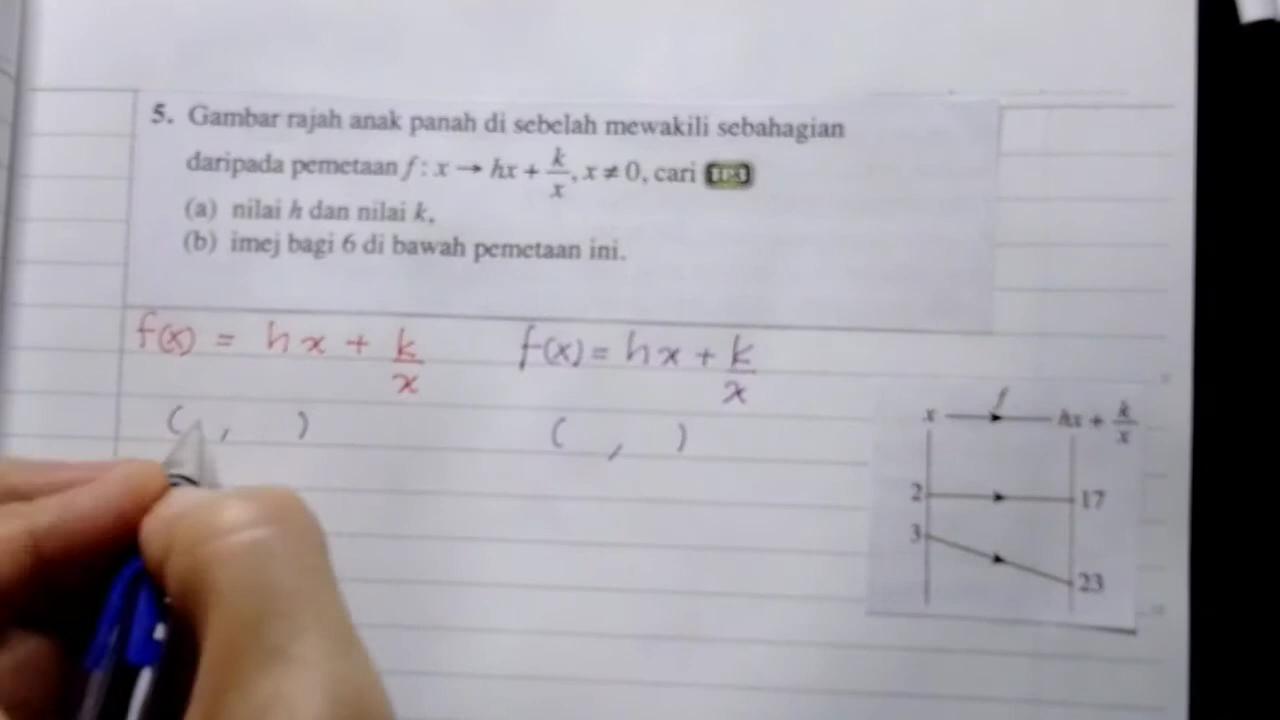 5. Gambar rajah anak panah di sebelah mewakili sebahagian
daripada pemetaan f : x → hx + k/x, x ≠ 0, cari
(a) nilai h dan nilai k.
(b) imej bagi 6 di bawah pemetaan ini.
f(x) = hx + k/x
f(x) = hx + k/x
( , )
( , )
f
x → hx + k/x
2 17
3
23